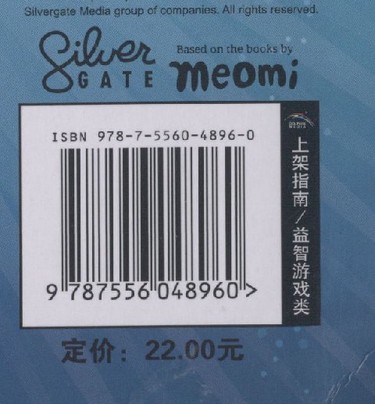 Silvergate Media group of companies. All rights reserved.
Silver
GATE
Based on the books by
meomi
ISBN 978-7-5560-4896-0
9 787556 048960 >
上架指南/益智游戏类
定价：22.00元